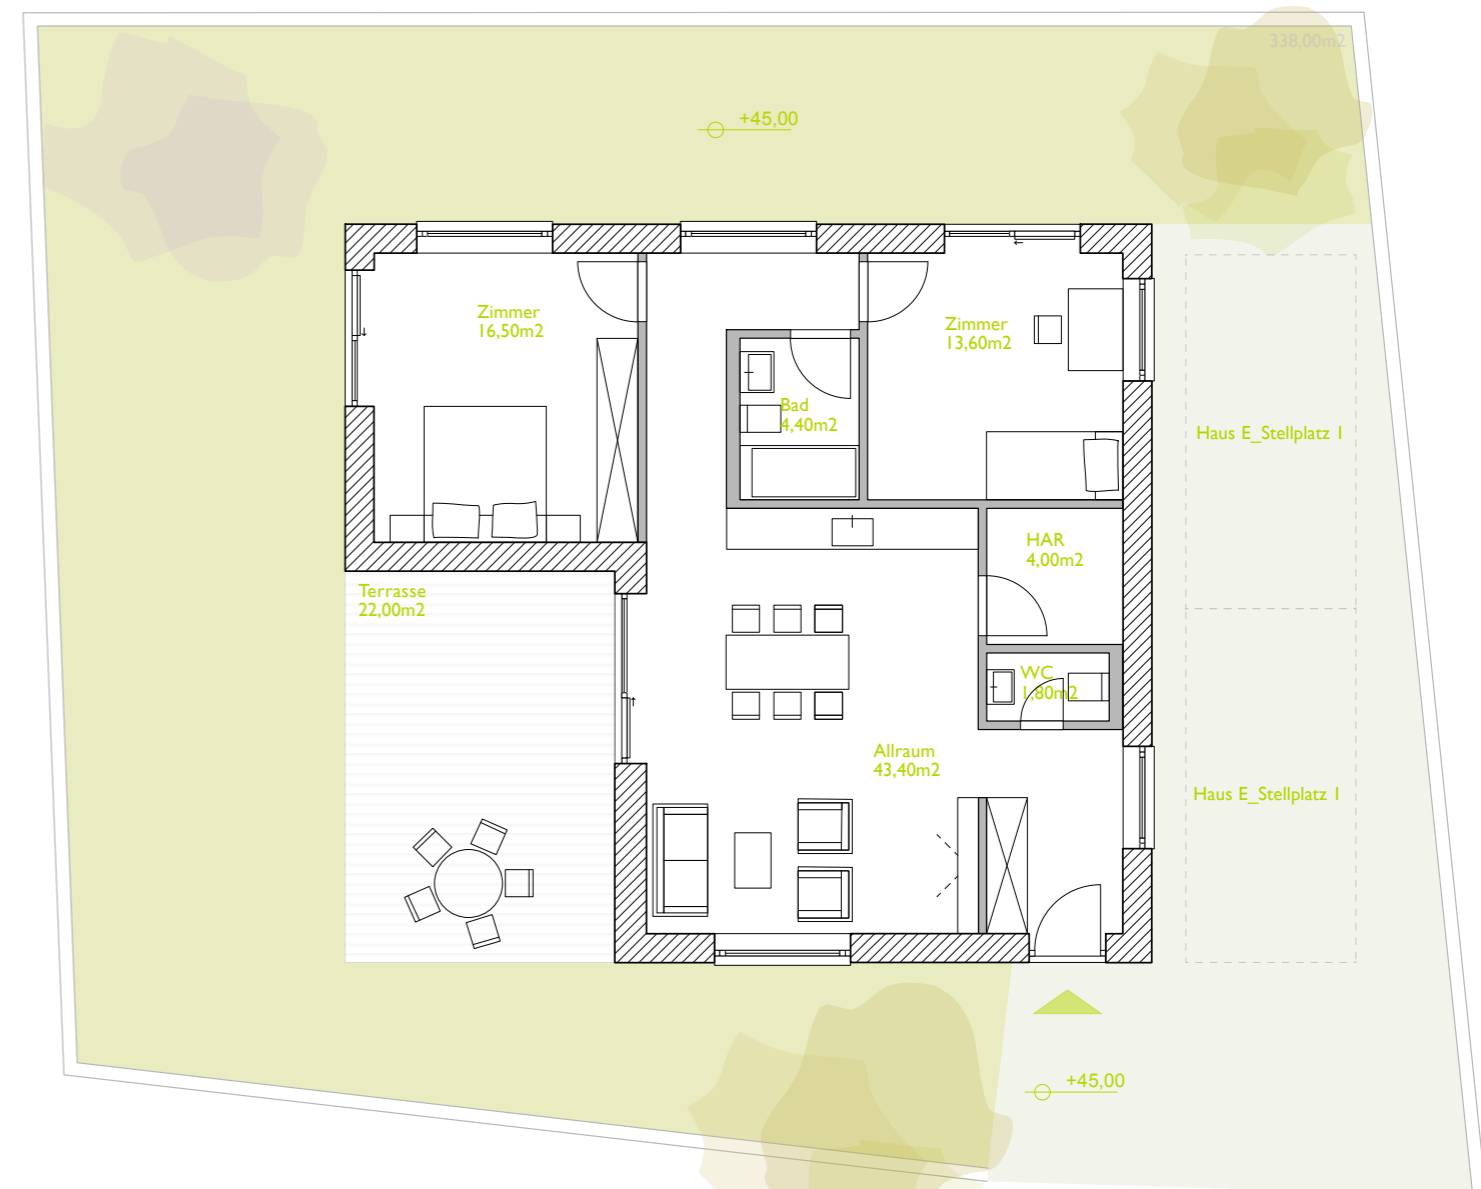 338,00m2
+45,00
Zimmer
16,50m2
Zimmer
13,60m2
Bad
4,40m2
Haus E_Stellplatz 1
HAR
4,00m2
Terrasse
22,00m2
WC
1,80m2
Allraum
43,40m2
Haus E_Stellplatz 1
+45,00